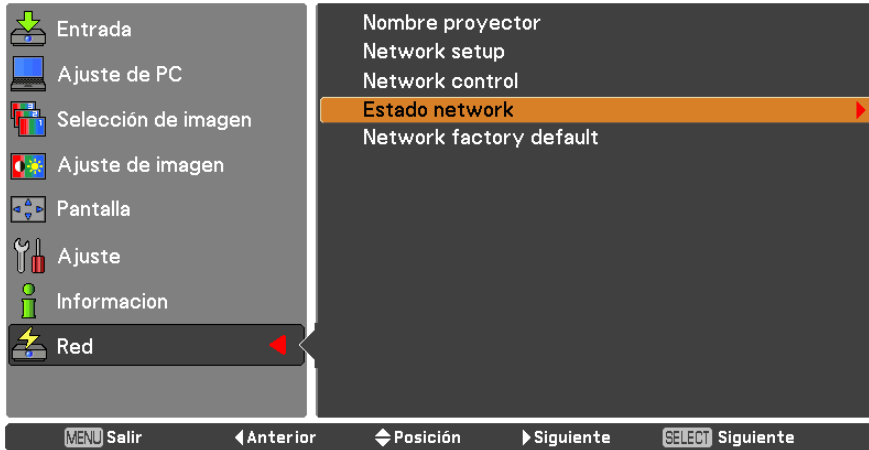 Entrada
Ajuste de PC
Selección de imagen
Ajuste de imagen
Pantalla
Ajuste
Informacion
Red
Nombre proyector
Network setup
Network control
Estado network
Network factory default
MENU Salir Anterior Posición Siguiente SELECT Siguiente